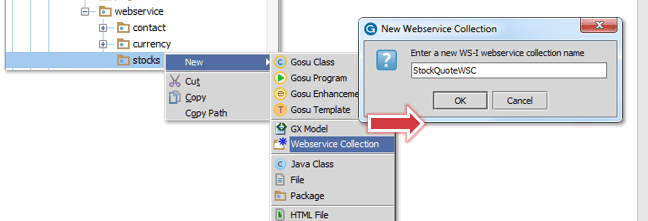 webservice
contact
currency
stocks
New
Cut
Copy
Copy Path
Gosu Class
Gosu Program
Gosu Enhanceme
Gosu Template
GX Model
Webservice Collection
Java Class
File
Package
HTML File
New Webservice Collection
Enter a new WS-I webservice collection name
StockQuoteWSC
OK
Cancel